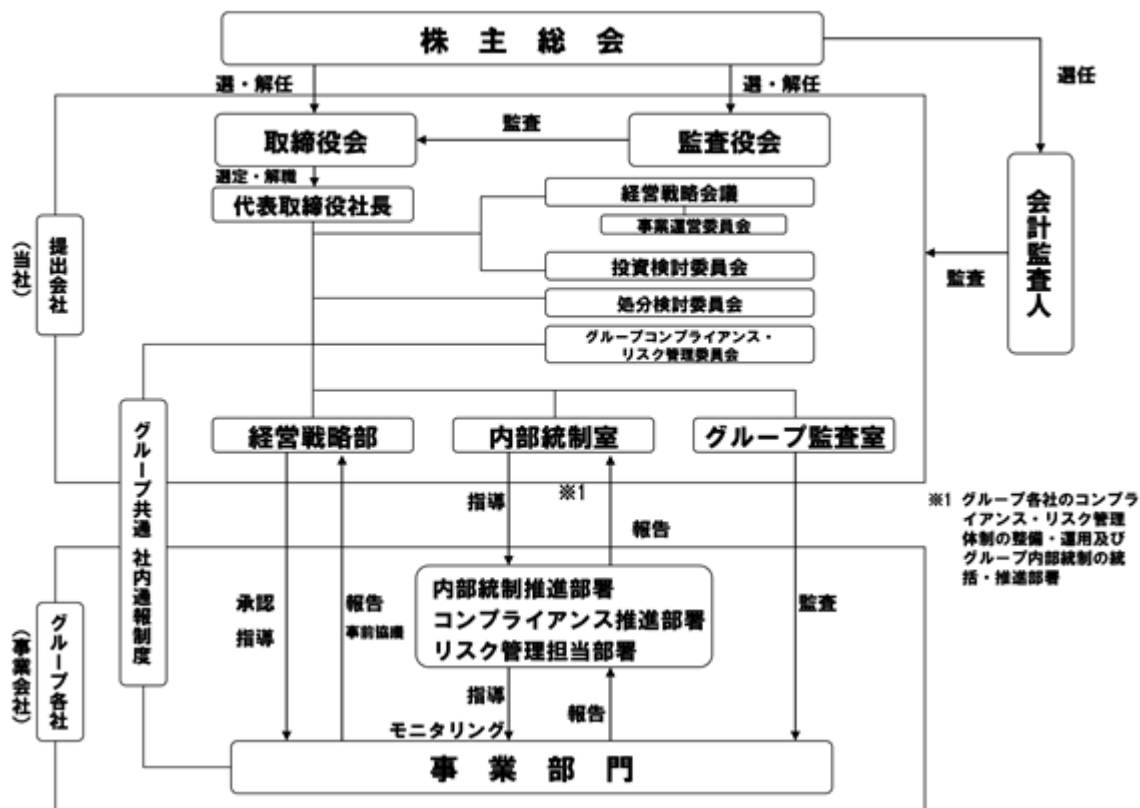 株主総会
選・解任
選・解任
選任
取締役会
監査
監査役会
選定・解職
代表取締役社長
経営戦略会議
事業運営委員会
投資検討委員会
処分検討委員会
グループコンプライアンス・
リスク管理委員会
会計監査人
監査
提出会社
(当社)
経営戦略部
内部統制室
グループ監査室
グループ共通 社内通報制度
指導
※1
報告
※1 グループ各社のコンプラ
イアンス・リスク管理
体制の整備・運用及び
グループ内部統制の統
括・推進部署
内部統制推進部署
コンプライアンス推進部署
リスク管理担当部署
承認
指導
報告
事前協議
監査
グループ各社
(事業会社)
指導
モニタリング
報告
事業部門